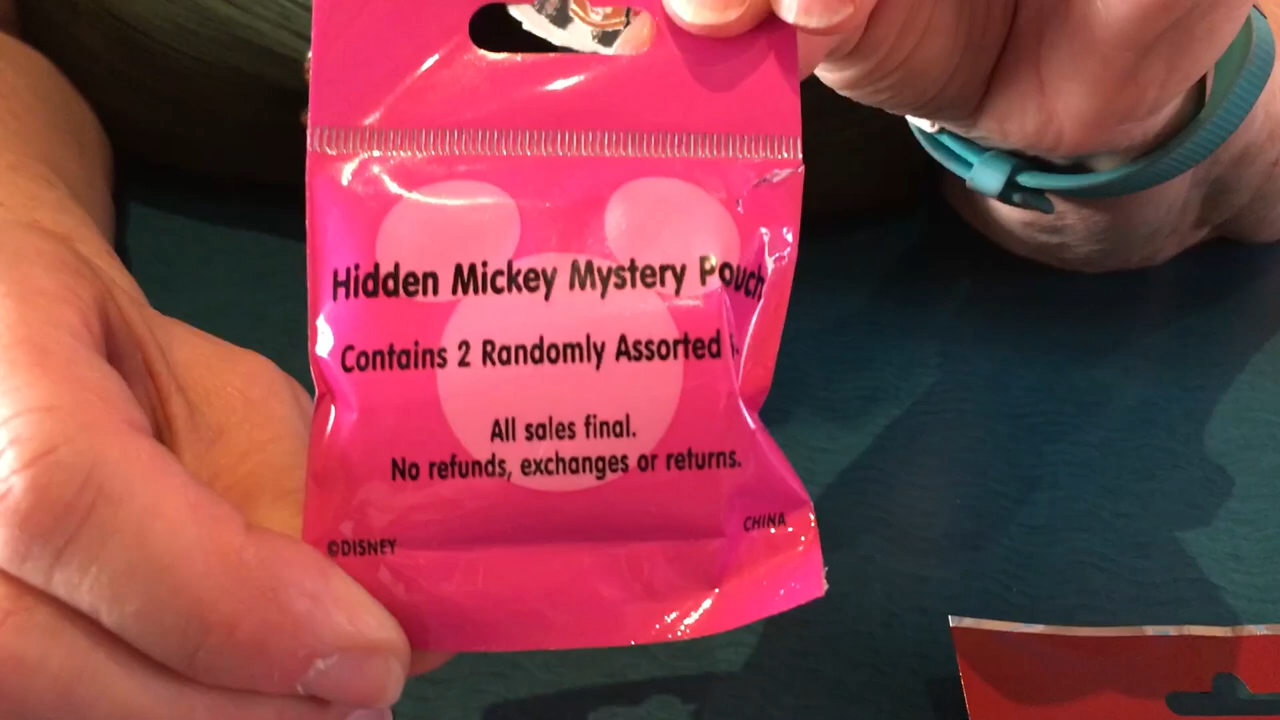 Hidden Mickey Mystery Pouch
Contains 2 Randomly Assorted
All sales final.
No refunds, exchanges or returns.
©DISNEY
CHINA